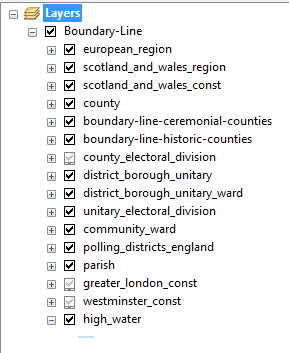 Layers
Boundary-Line
european_region
scotland_and_wales_region
scotland_and_wales_const
county
boundary-line-ceremonial-counties
boundary-line-historic-counties
county_electoral_division
district_borough_unitary
district_borough_unitary_ward
unitary_electoral_division
community_ward
polling_districts_england
parish
greater_london_const
westminster_const
high_water